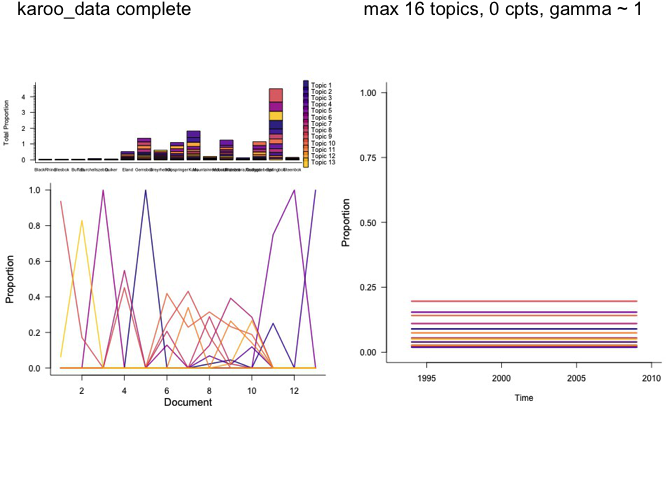 karoo_data complete
max 16 topics, 0 cpts, gamma ~ 1
Total Proportion
4
3
2
1
0
Eland
Topic 1
Topic 2
Topic 3
Topic 4
Topic 5
Topic 6
Topic 7
Topic 8
Topic 9
Topic 10
Topic 11
Topic 12
Topic 13
Proportion
1.0
0.8
0.6
0.4
0.2
0.0
2 4 6 8 10 12
Document
Proportion
1.00
0.75
0.50
0.25
0.00
1995 2000 2005 2010
Time